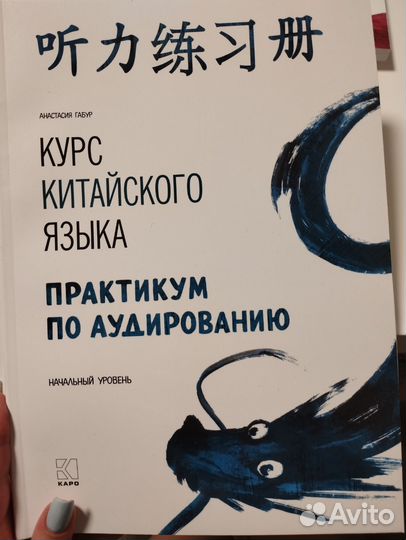 听力练习册
АНАСТАСИЯ ГАБУР
КУРС
КИТАЙСКОГО
ЯЗЫКА
ПРАКТИКУМ
ПО АУДИРОВАНИЮ
НАЧАЛЬНЫЙ УРОВЕНЬ
КАРО
Avito